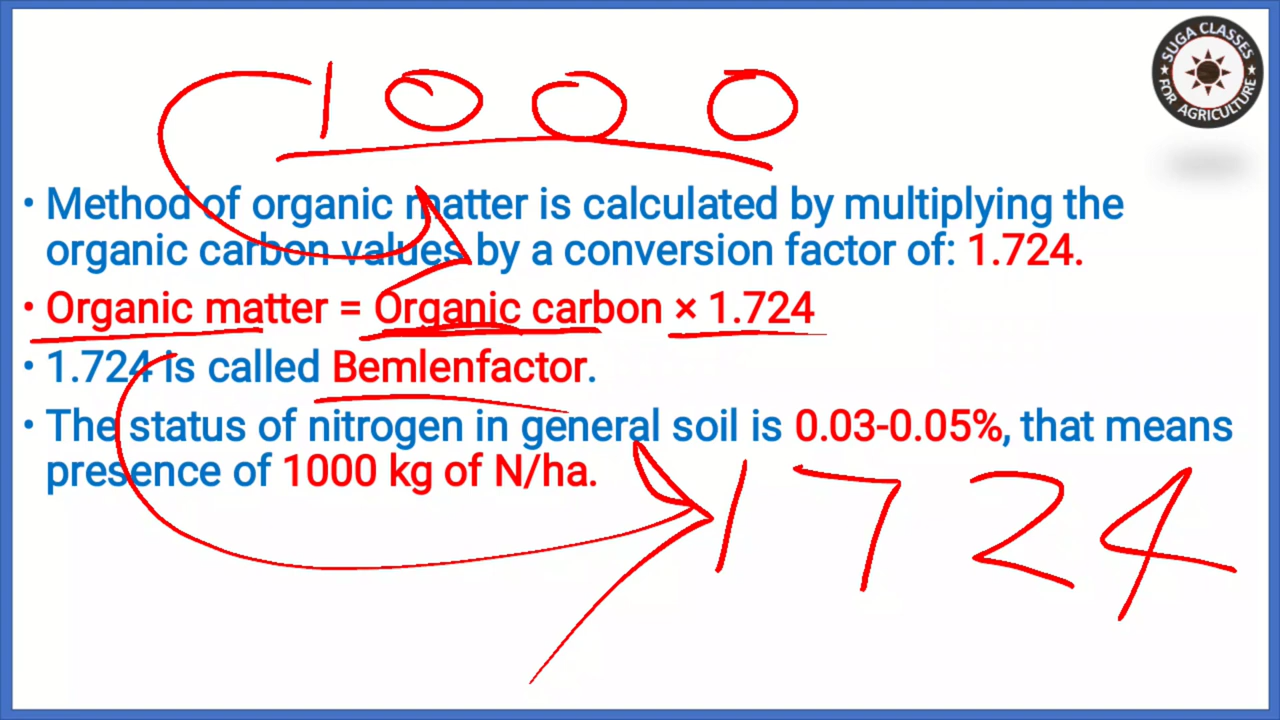 SUGA CLASSES
FOR AGRICULTURE
1000
• Method of organic matter is calculated by multiplying the
organic carbon values by a conversion factor of: 1.724.
• Organic matter = Organic carbon × 1.724
• 1.724 is called Bemlenfactor.
• The status of nitrogen in general soil is 0.03-0.05%, that means
presence of 1000 kg of N/ha.
1724